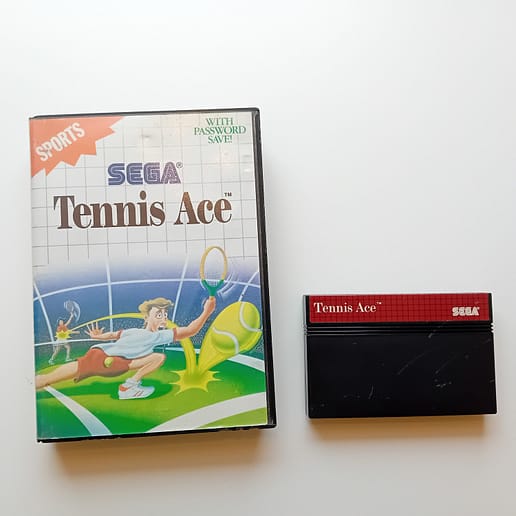 SPORTS
WITH
PASSWORD
SAVE!
SEGA®
Tennis Ace™
Tennis Ace™
SEGA®